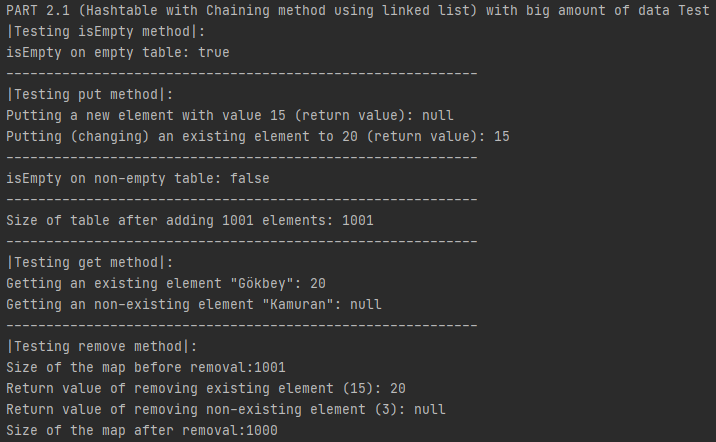 PART 2.1 (Hashtable with Chaining method using linked list) with big amount of data Test
|Testing isEmpty method|:
isEmpty on empty table: true
-----------------------------------------------------------
|Testing put method|:
Putting a new element with value 15 (return value): null
Putting (changing) an existing element to 20 (return value): 15
-----------------------------------------------------------
isEmpty on non-empty table: false
-----------------------------------------------------------
Size of table after adding 1001 elements: 1001
-----------------------------------------------------------
|Testing get method|:
Getting an existing element "Gökbey": 20
Getting an non-existing element "Kamuran": null
-----------------------------------------------------------
|Testing remove method|:
Size of the map before removal:1001
Return value of removing existing element (15): 20
Return value of removing non-existing element (3): null
Size of the map after removal:1000